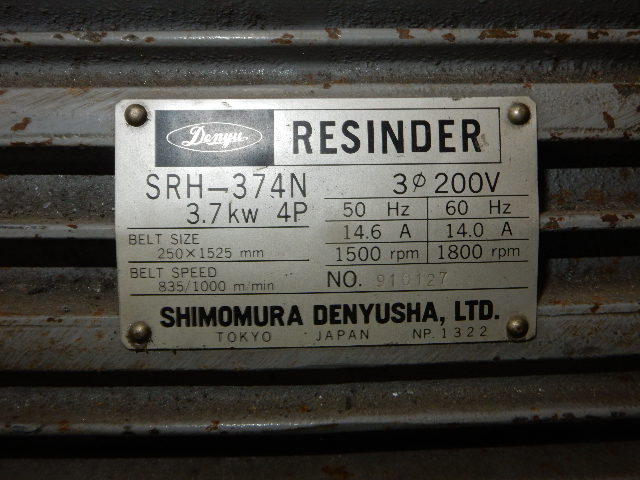 Denyu RESINDER
SRH-374N 3φ 200V
3.7kw 4P 50 Hz 60 Hz
BELT SIZE 14.6 A 14.0 A
250×1525 mm 1500 rpm 1800 rpm
BELT SPEED NO. 910127
835/1000 m/min
SHIMOMURA DENYUSHA, LTD.
TOKYO JAPAN NP.1322